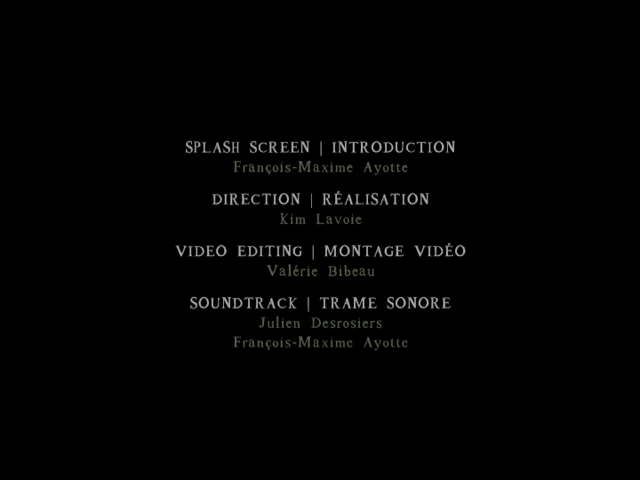 SPLASH SCREEN | INTRODUCTION
François-Maxime Ayotte
DIRECTION | RÉALISATION
Kim Lavoie
VIDEO EDITING | MONTAGE VIDÉO
Valérie Bibeau
SOUNDTRACK | TRAME SONORE
Julien Desrosiers
François-Maxime Ayotte